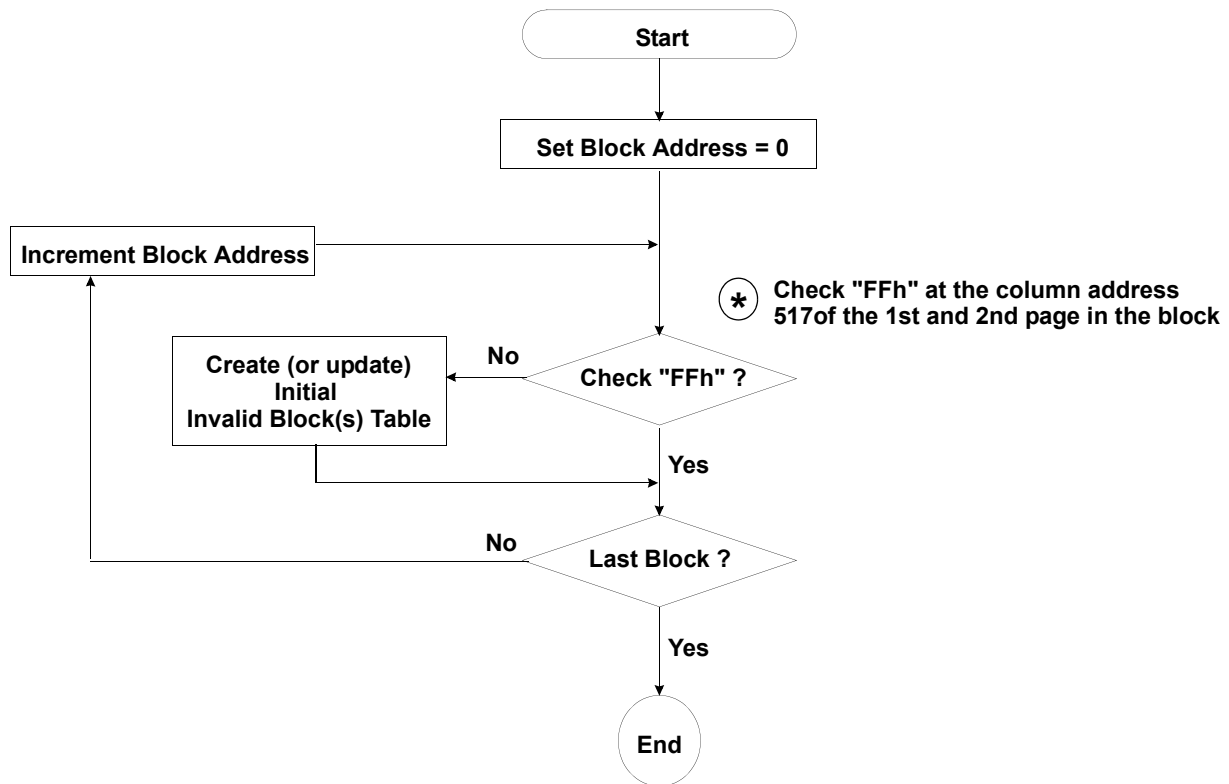 Start
Set Block Address = 0
Increment Block Address
*
Check "FFh" at the column address
517of the 1st and 2nd page in the block
No
Create (or update)
Initial
Invalid Block(s) Table
Check "FFh" ?
Yes
No
Last Block ?
Yes
End